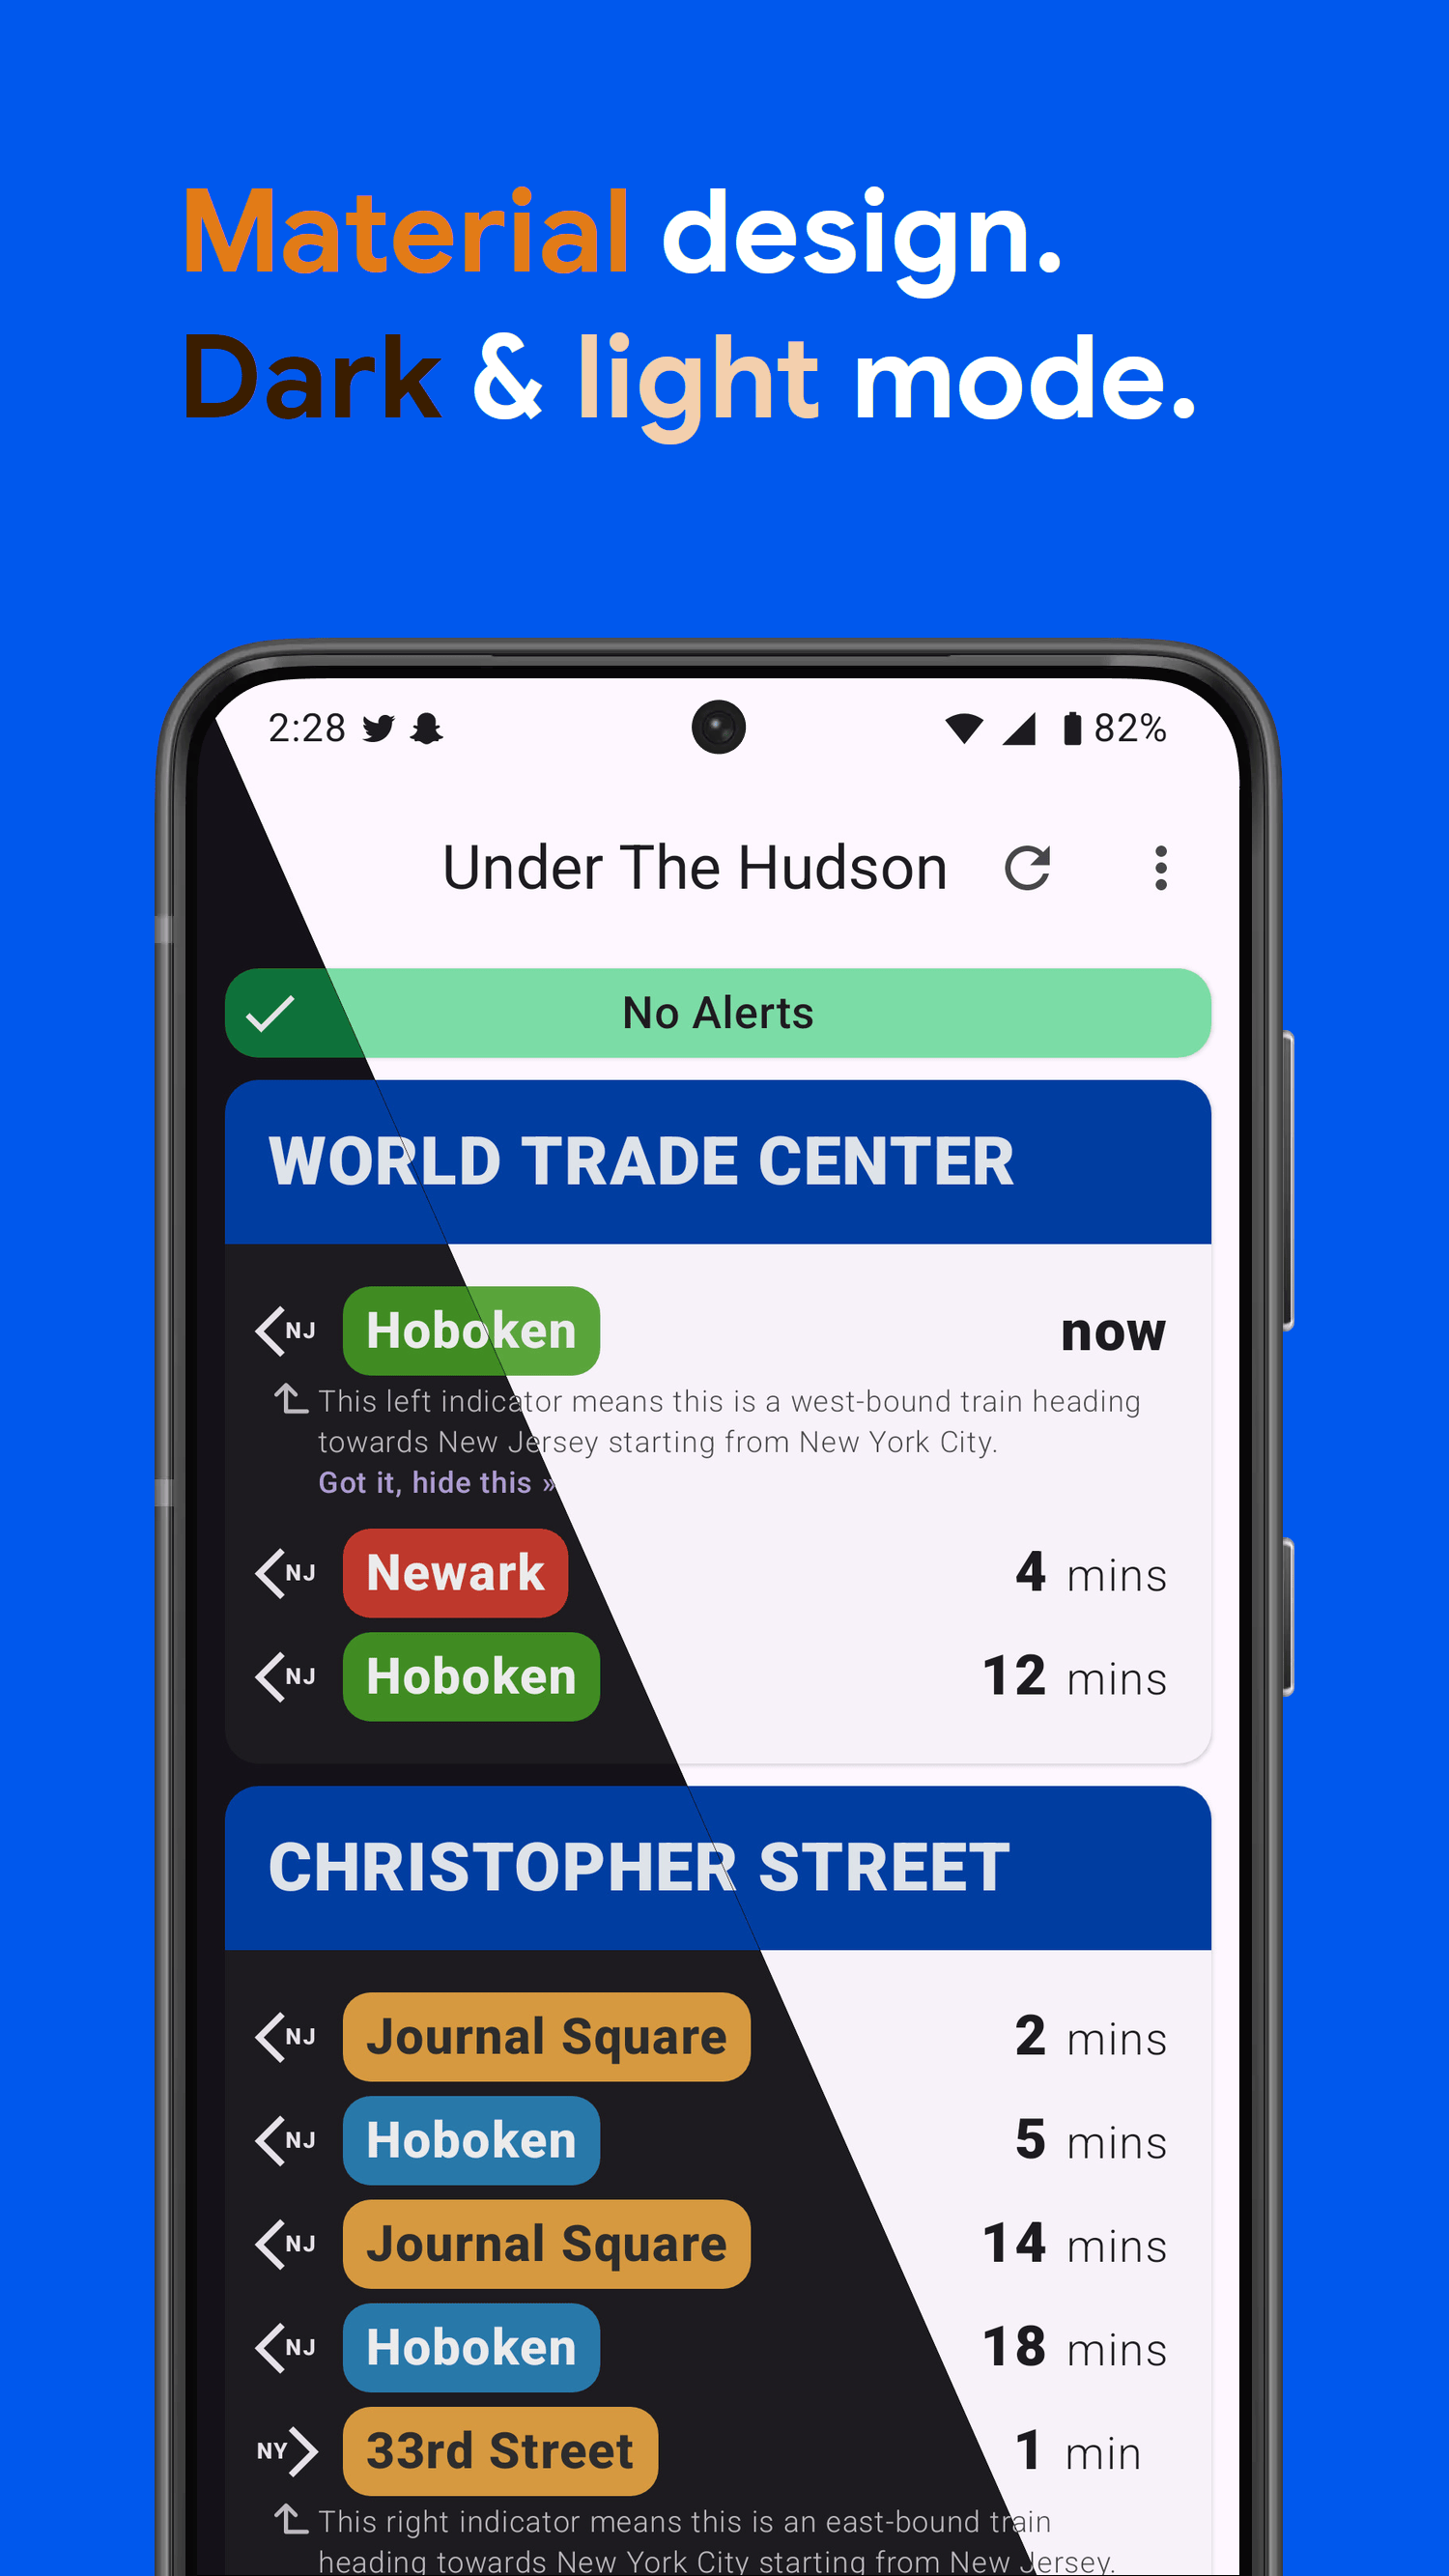 Material design.
Dark & light mode.
2:28 82%
Under The Hudson
No Alerts
WORLD TRADE CENTER
NJ Hoboken now
This left indicator means this is a west-bound train heading
towards New Jersey starting from New York City.
Got it, hide this »
NJ Newark 4 mins
NJ Hoboken 12 mins
CHRISTOPHER STREET
NJ Journal Square 2 mins
NJ Hoboken 5 mins
NJ Journal Square 14 mins
NJ Hoboken 18 mins
NY 33rd Street 1 min
This right indicator means this is an east-bound train
heading towards New York City starting from New Jersey.